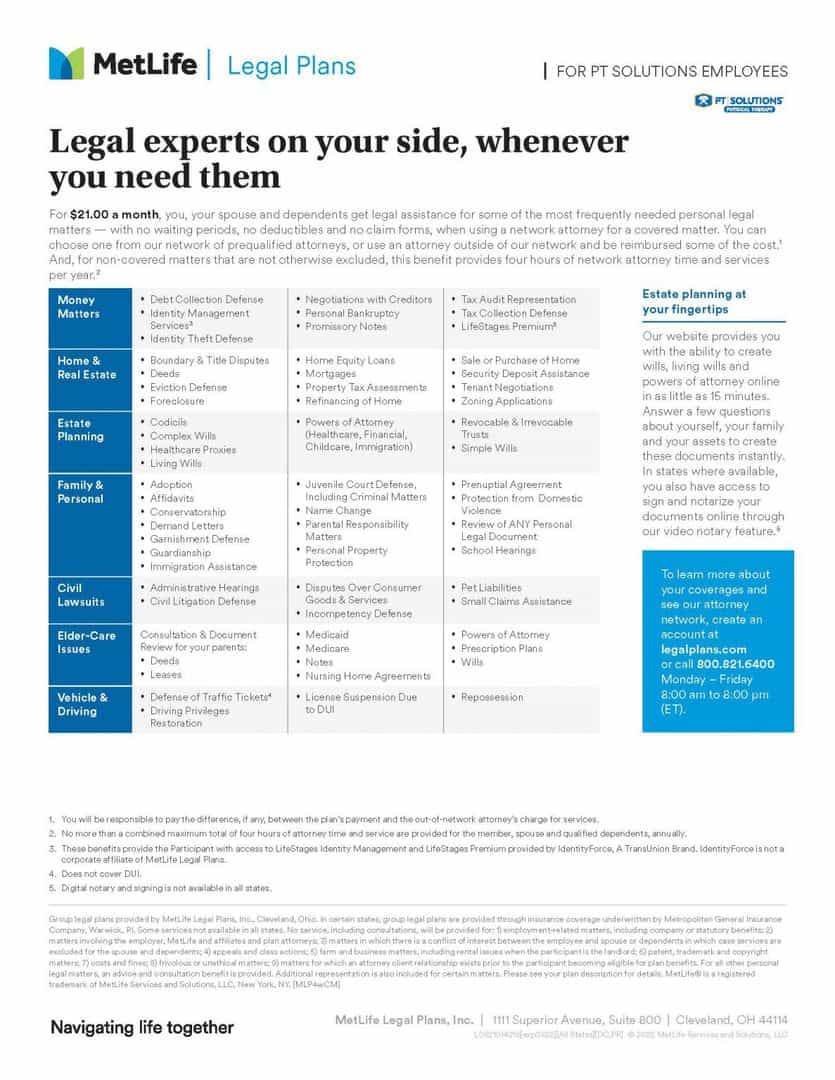 MetLife | Legal Plans
| FOR PT SOLUTIONS EMPLOYEES
PT SOLUTIONS
PHYSICAL THERAPY
Legal experts on your side, whenever
you need them
For $21.00 a month, you, your spouse and dependents get legal assistance for some of the most frequently needed personal legal
matters — with no waiting periods, no deductibles and no claim forms, when using a network attorney for a covered matter. You can
choose one from our network of prequalified attorneys, or use an attorney outside of our network and be reimbursed some of the cost.¹
And, for non-covered matters that are not otherwise excluded, this benefit provides four hours of network attorney time and services
per year.²
Money
Matters
• Debt Collection Defense
• Identity Management
Services³
• Identity Theft Defense
• Negotiations with Creditors
• Personal Bankruptcy
• Promissory Notes
• Tax Audit Representation
• Tax Collection Defense
• LifeStages Premium³
Home &
Real Estate
• Boundary & Title Disputes
• Deeds
• Eviction Defense
• Foreclosure
• Home Equity Loans
• Mortgages
• Property Tax Assessments
• Refinancing of Home
• Sale or Purchase of Home
• Security Deposit Assistance
• Tenant Negotiations
• Zoning Applications
Estate
Planning
• Codicils
• Complex Wills
• Healthcare Proxies
• Living Wills
• Powers of Attorney
(Healthcare, Financial,
Childcare, Immigration)
• Revocable & Irrevocable
Trusts
• Simple Wills
Family &
Personal
• Adoption
• Affidavits
• Conservatorship
• Demand Letters
• Garnishment Defense
• Guardianship
• Immigration Assistance
• Juvenile Court Defense,
Including Criminal Matters
• Name Change
• Parental Responsibility
Matters
• Personal Property
Protection
• Prenuptial Agreement
• Protection from Domestic
Violence
• Review of ANY Personal
Legal Document
• School Hearings
Civil
Lawsuits
• Administrative Hearings
• Civil Litigation Defense
• Disputes Over Consumer
Goods & Services
• Incompetency Defense
• Pet Liabilities
• Small Claims Assistance
Elder-Care
Issues
Consultation & Document
Review for your parents:
• Deeds
• Leases
• Medicaid
• Medicare
• Notes
• Nursing Home Agreements
• Powers of Attorney
• Prescription Plans
• Wills
Vehicle &
Driving
• Defense of Traffic Tickets⁴
• Driving Privileges
Restoration
• License Suspension Due
to DUI
• Repossession
Estate planning at
your fingertips
Our website provides you
with the ability to create
wills, living wills and
powers of attorney online
in as little as 15 minutes.
Answer a few questions
about yourself, your family
and your assets to create
these documents instantly.
In states where available,
you also have access to
sign and notarize your
documents online through
our video notary feature.⁵
To learn more about
your coverages and
see our attorney
network, create an
account at
legalplans.com
or call 800.821.6400
Monday – Friday
8:00 am to 8:00 pm
(ET).
1. You will be responsible to pay the difference, if any, between the plan's payment and the out-of-network attorney's charge for services.
2. No more than a combined maximum total of four hours of attorney time and service are provided for the member, spouse and qualified dependents, annually.
3. These benefits provide the Participant with access to LifeStages Identity Management and LifeStages Premium provided by IdentityForce, A TransUnion Brand. IdentityForce is not a
corporate affiliate of MetLife Legal Plans.
4. Does not cover DUI.
5. Digital notary and signing is not available in all states.
Group legal plans provided by MetLife Legal Plans, Inc., Cleveland, Ohio. In certain states, group legal plans are provided through insurance coverage underwritten by Metropolitan General Insurance
Company, Warwick, RI. Some services not available in all states. No service, including consultations, will be provided for: 1) employment-related matters, including company or statutory benefits; 2)
matters involving the employer, MetLife and affiliates and plan attorneys; 3) matters in which there is a conflict of interest between the employee and spouse or dependents in which case services are
excluded for the spouse and dependents; 4) appeals and class actions; 5) farm and business matters, including rental issues when the participant is the landlord; 6) patent, trademark and copyright
matters; 7) costs and fines; 8) frivolous or unethical matters; 9) matters for which an attorney client relationship exists prior to the participant becoming eligible for plan benefits. For all other personal
legal matters, an advice and consultation benefit is provided. Additional representation is also included for certain matters. Please see your plan description for details. MetLife® is a registered
trademark of MetLife Services and Solutions, LLC, New York, NY. [MLP4wCM]
Navigating life together
MetLife Legal Plans, Inc. | 1111 Superior Avenue, Suite 800 | Cleveland, OH 44114
© 2022 MetLife Services and Solutions, LLC